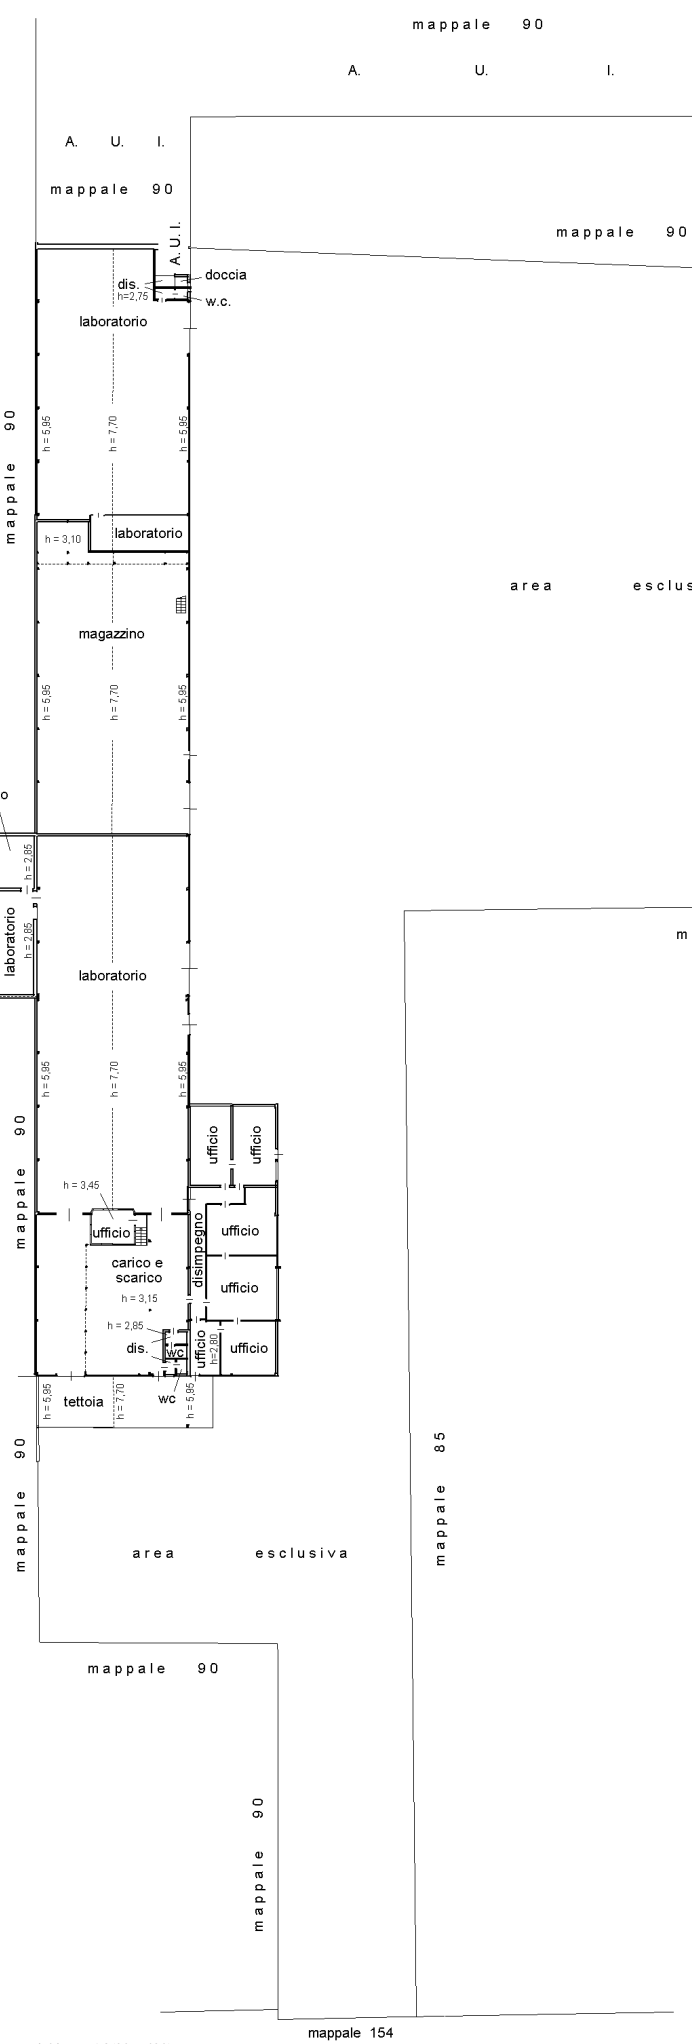 mappale 90
A. U. I.
A. U. I.
mappale 90
A. U. I.
mappale 90
doccia
dis.
h=2,75
w.c.
laboratorio
mappale 90
h = 5,95
h = 7,70
h = 5,95
laboratorio
h = 3,10
area esclus
magazzino
h = 5,95
h = 7,70
h = 5,95
o
h = 2,85
laboratorio
h = 2,85
m
laboratorio
h = 5,95
h = 7,70
h = 5,95
mappale 90
ufficio
ufficio
h = 3,45
ufficio
disimpegno
ufficio
carico e
scarico
ufficio
h = 3,15
h = 2,85
dis.
wc
ufficio
h=2,80
ufficio
wc
tettoia
h = 5,95
h = 7,70
h = 5,95
mappale 90
mappale 85
area esclusiva
mappale 90
mappale 90
mappale 154